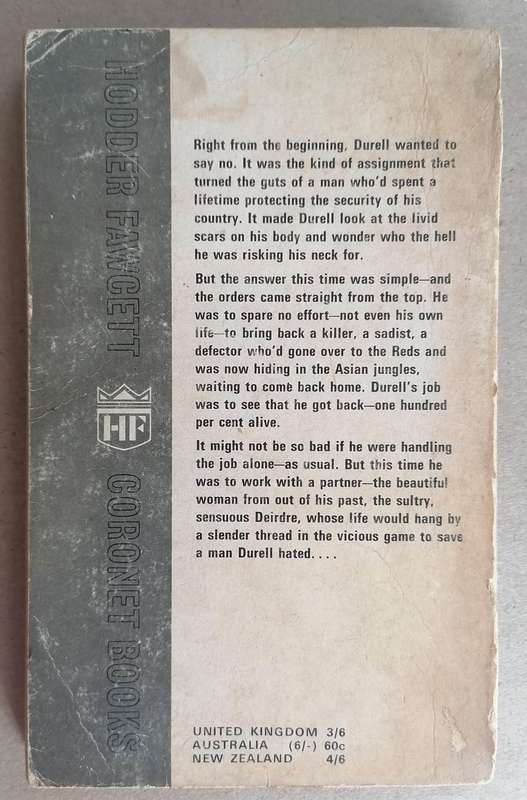 HODDER FAWCETT
HF
CORONET BOOKS
Right from the beginning, Durell wanted to
say no. It was the kind of assignment that
turned the guts of a man who'd spent a
lifetime protecting the security of his
country. It made Durell look at the livid
scars on his body and wonder who the hell
he was risking his neck for.
But the answer this time was simple—and
the orders came straight from the top. He
was to spare no effort—not even his own
life—to bring back a killer, a sadist, a
defector who'd gone over to the Reds and
was now hiding in the Asian jungles,
waiting to come back home. Durell's job
was to see that he got back—one hundred
per cent alive.
It might not be so bad if he were handling
the job alone—as usual. But this time he
was to work with a partner—the beautiful
woman from out of his past, the sultry,
sensuous Deirdre, whose life would hang by
a slender thread in the vicious game to save
a man Durell hated. . . .
UNITED KINGDOM 3/6
AUSTRALIA (6/-) 60c
NEW ZEALAND 4/6